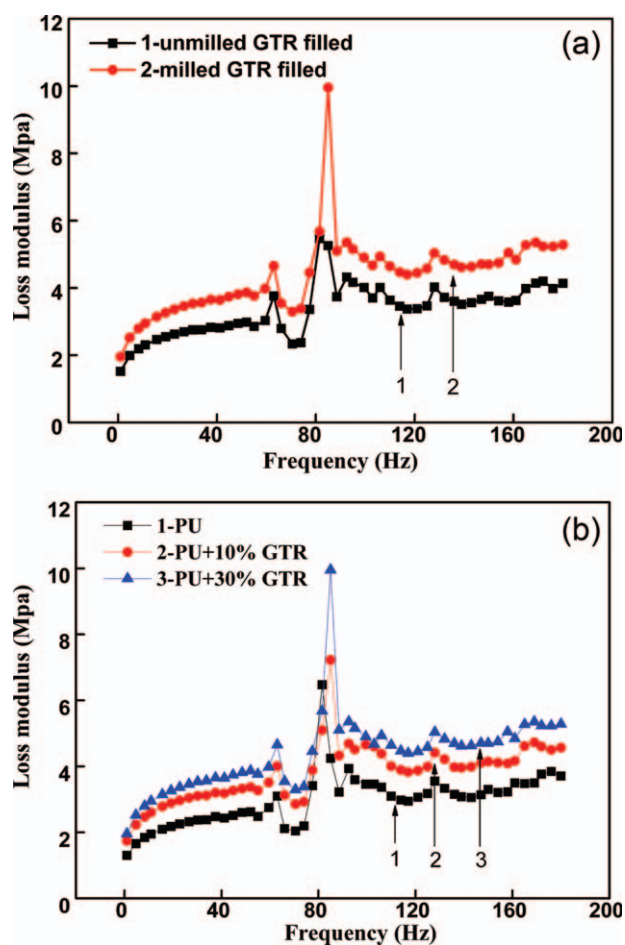 (a)
1-unmilled GTR filled
2-milled GTR filled
Loss modulus (Mpa)
12
10
8
6
4
2
0
1
2
0 40 80 120 160 200
Frequency (Hz)
(b)
1-PU
2-PU+10% GTR
3-PU+30% GTR
Loss modulus (Mpa)
12
10
8
6
4
2
0
1 2 3
0 40 80 120 160 200
Frequency (Hz)